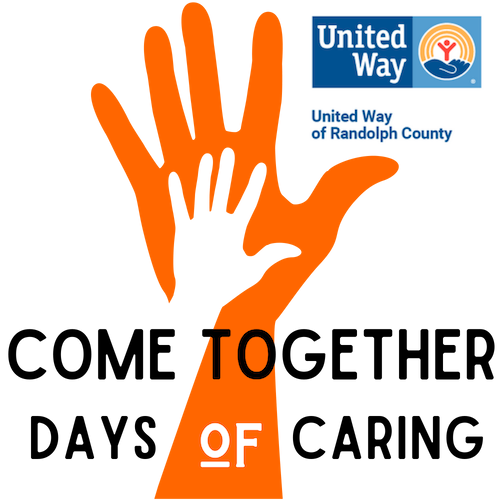 United
Way
United Way
of Randolph County
COME TOGETHER
DAYS OF CARING